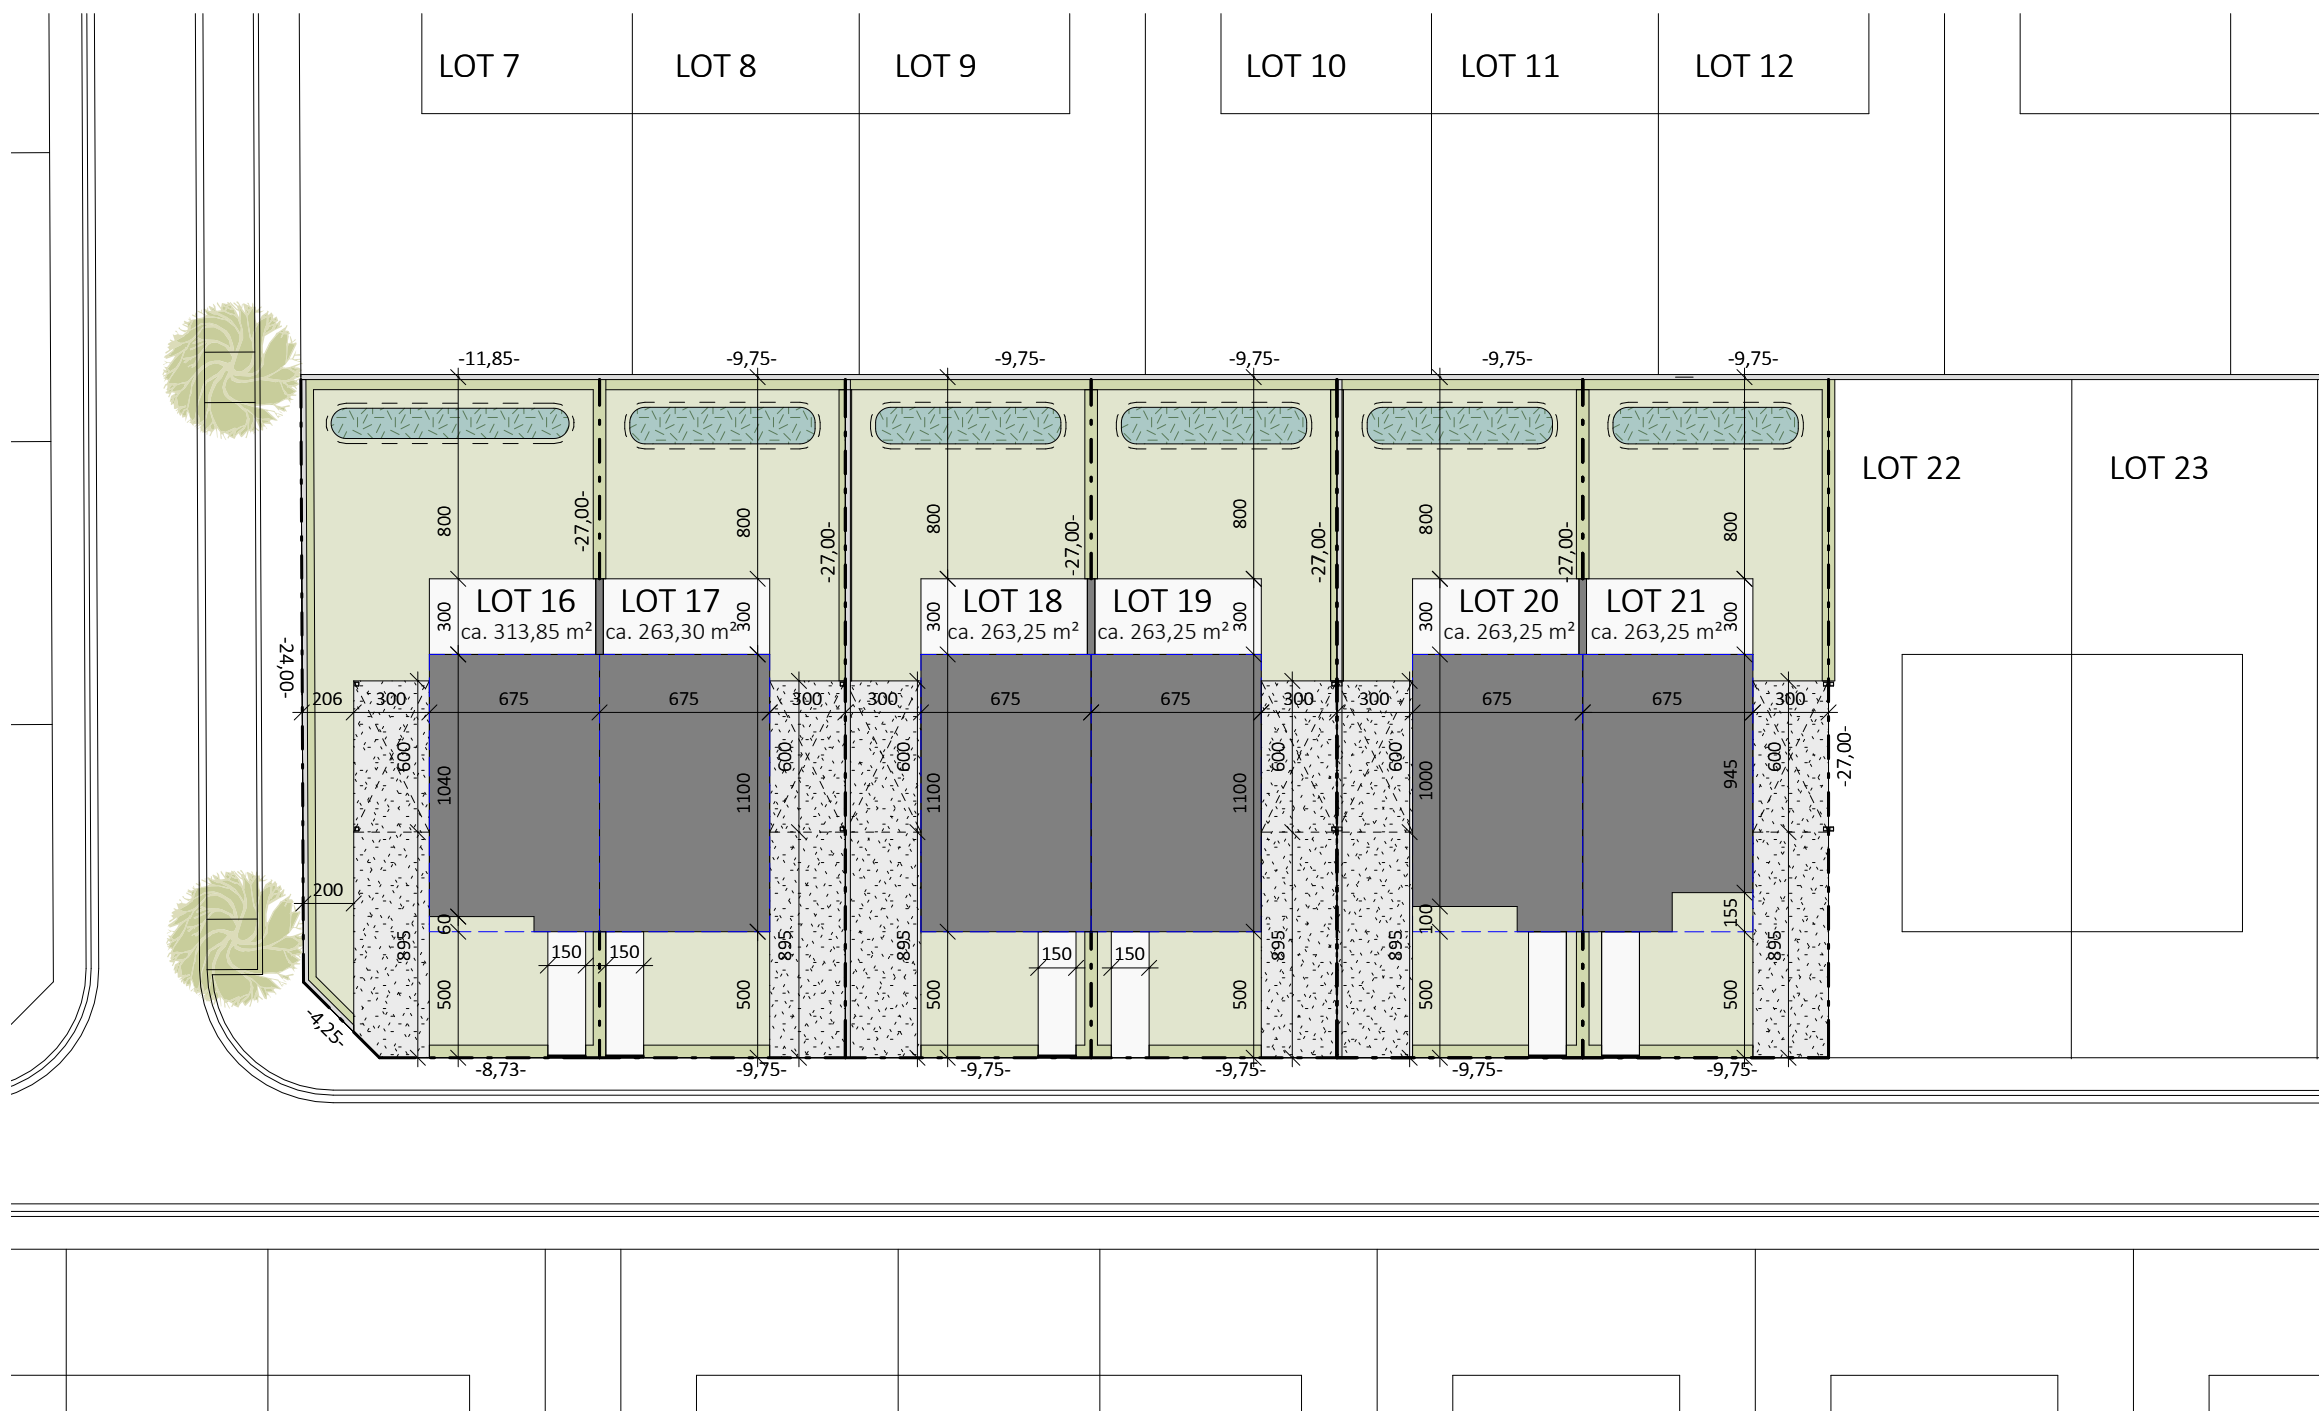 LOT 7 LOT 8 LOT 9 LOT 10 LOT 11 LOT 12
-11,85- -9,75- -9,75- -9,75- -9,75- -9,75-
LOT 22 LOT 23
800 -27,00- 800 -27,00- 800 -27,00- 800 -27,00- 800 -27,00- 800
LOT 16 LOT 17 LOT 18 LOT 19 LOT 20 LOT 21
300 300 300 300 300 300
ca. 313,85 m² ca. 263,30 m² ca. 263,25 m² ca. 263,25 m² ca. 263,25 m² ca. 263,25 m²
-24,00-
206 300 675 675 300 300 675 675 300 300 675 675 300
600 1040 1100 600 600 1100 1100 600 600 1000 945 600 -27,00-
200
60 100 155
895 895 895 895 895 895
150 150 150 150
500 500 500 500 500 500
-4,25-
-8,73- -9,75- -9,75- -9,75- -9,75- -9,75-